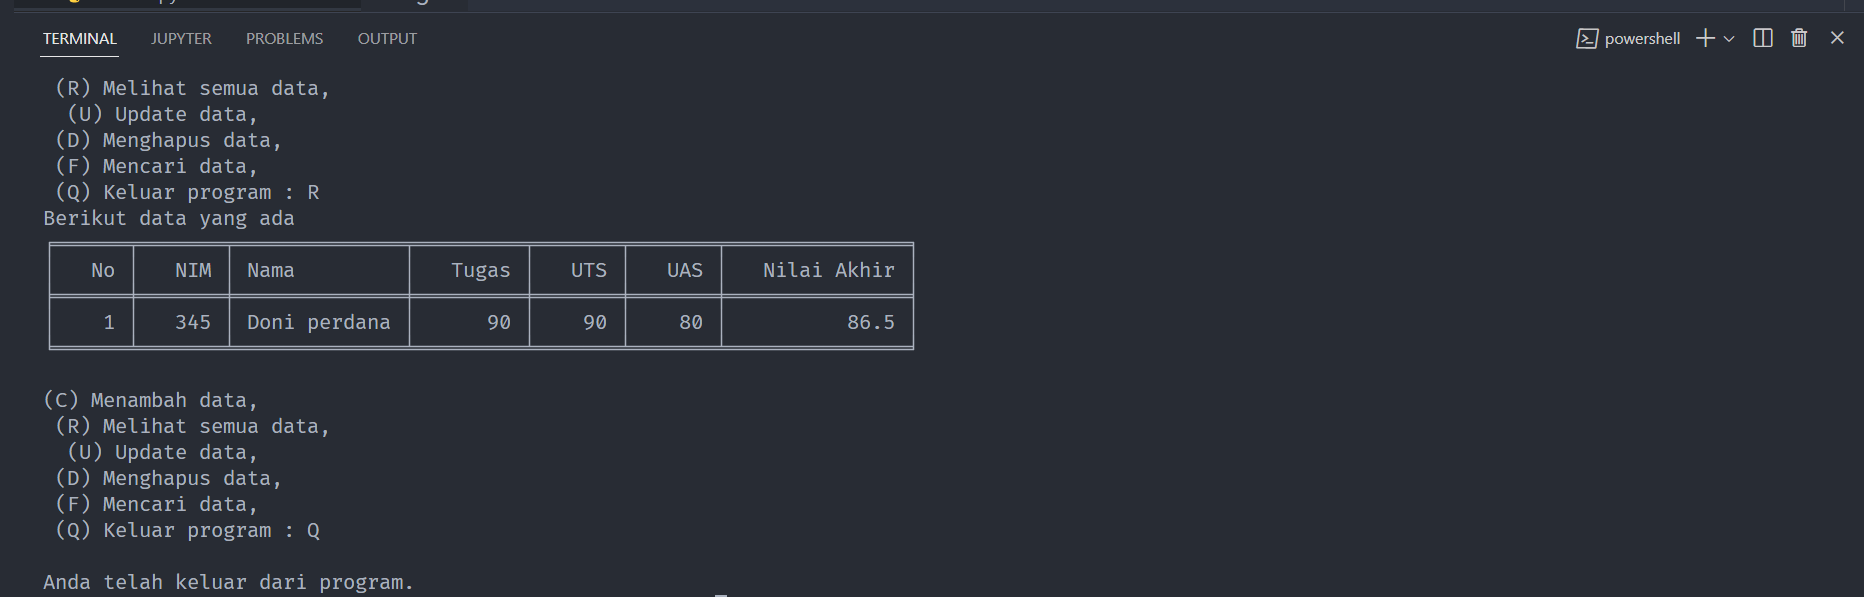 TERMINAL JUPYTER PROBLEMS OUTPUT powershell
(R) Melihat semua data,
(U) Update data,
(D) Menghapus data,
(F) Mencari data,
(Q) Keluar program : R
Berikut data yang ada
No NIM Nama Tugas UTS UAS Nilai Akhir
1 345 Doni perdana 90 90 80 86.5
(C) Menambah data,
(R) Melihat semua data,
(U) Update data,
(D) Menghapus data,
(F) Mencari data,
(Q) Keluar program : Q
Anda telah keluar dari program.